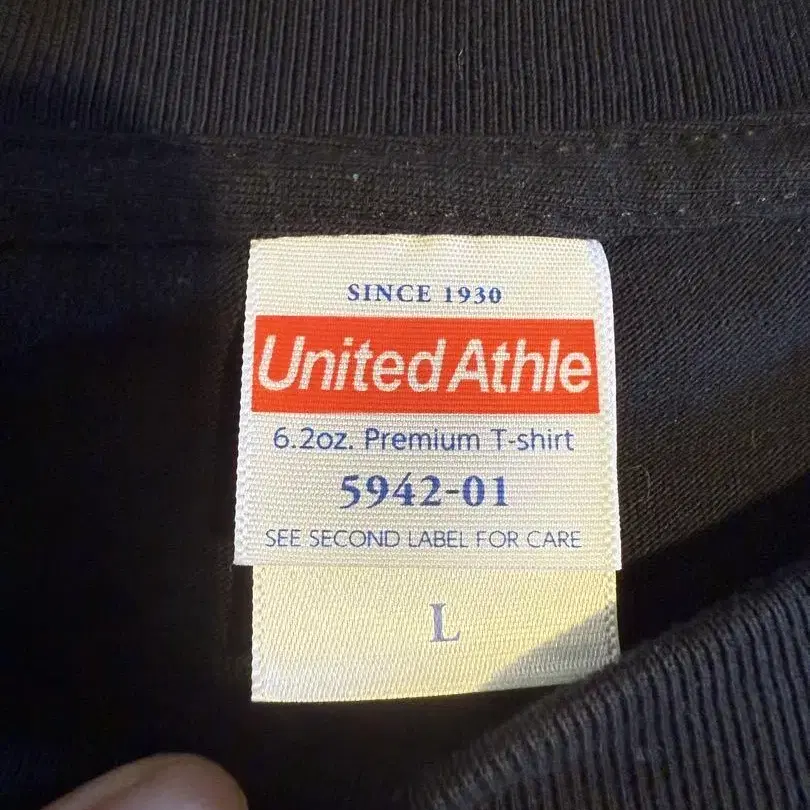 SINCE 1930
United Athle
6.2oz. Premium T-shirt
5942-01
SEE SECOND LABEL FOR CARE
L